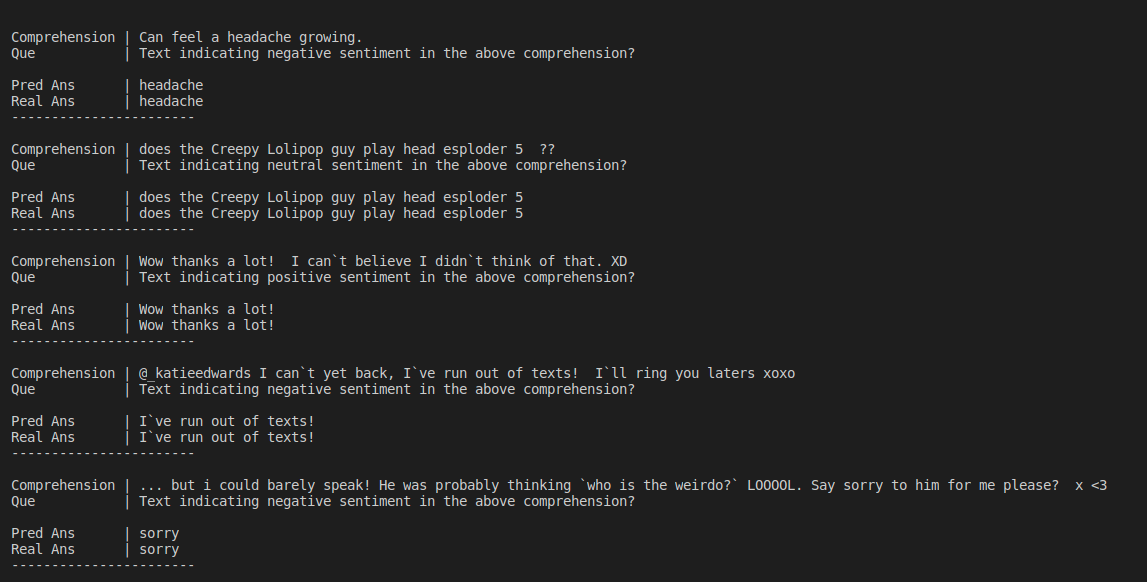 Comprehension | Can feel a headache growing.
Que           | Text indicating negative sentiment in the above comprehension?
Pred Ans      | headache
Real Ans      | headache
-----------------------
Comprehension | does the Creepy Lolipop guy play head esploder 5  ??
Que           | Text indicating neutral sentiment in the above comprehension?
Pred Ans      | does the Creepy Lolipop guy play head esploder 5
Real Ans      | does the Creepy Lolipop guy play head esploder 5
-----------------------
Comprehension | Wow thanks a lot!  I can`t believe I didn`t think of that. XD
Que           | Text indicating positive sentiment in the above comprehension?
Pred Ans      | Wow thanks a lot!
Real Ans      | Wow thanks a lot!
-----------------------
Comprehension | @_katieedwards I can`t yet back, I`ve run out of texts!  I`ll ring you laters xoxo
Que           | Text indicating negative sentiment in the above comprehension?
Pred Ans      | I`ve run out of texts!
Real Ans      | I`ve run out of texts!
-----------------------
Comprehension | ... but i could barely speak! He was probably thinking `who is the weirdo?` LOOOOL. Say sorry to him for me please?  x <3
Que           | Text indicating negative sentiment in the above comprehension?
Pred Ans      | sorry
Real Ans      | sorry
-----------------------